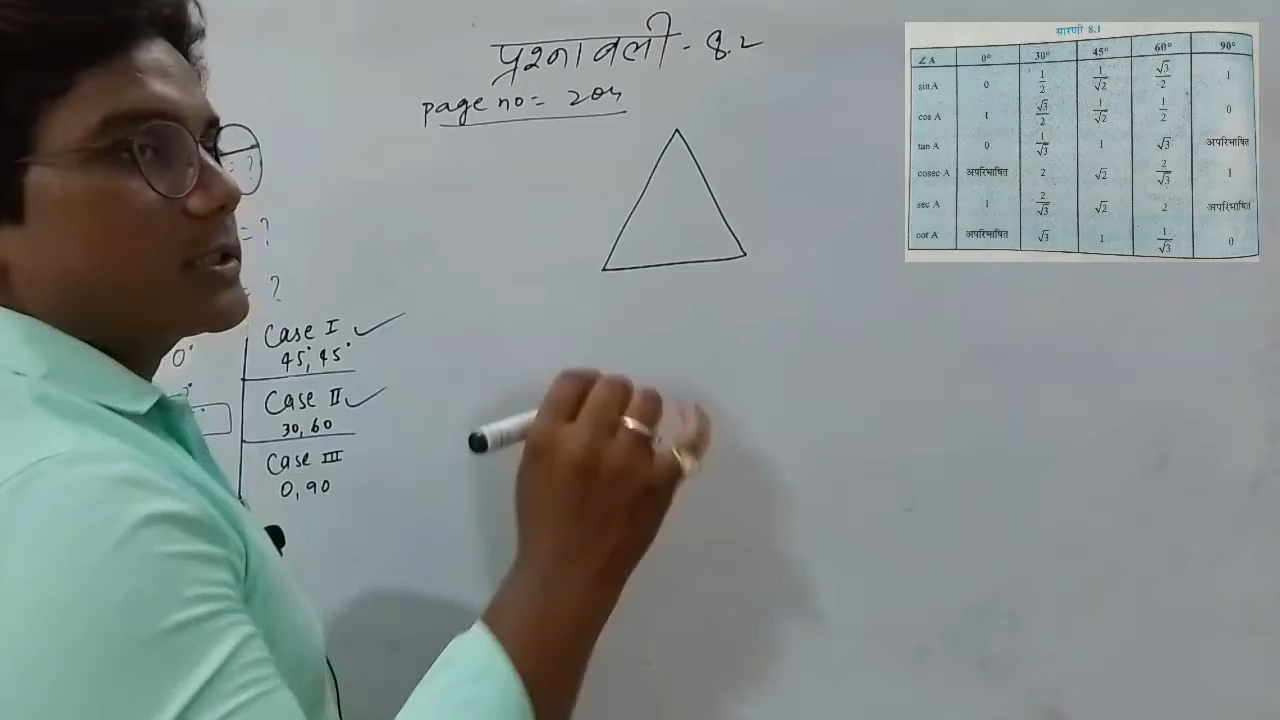 प्रश्नावली - 8.2
page no = 204
= ?
= ?
0°
Case I
45°, 45°
Case II
30, 60
Case III
0, 90
सारणी 8.1
∠A 0° 30° 45° 60° 90°
sin A 0 1/2 1/√2 √3/2 1
cos A 1 √3/2 1/√2 1/2 0
tan A 0 1/√3 1 √3 अपरिभाषित
cosec A अपरिभाषित 2 √2 2/√3 1
sec A 1 2/√3 √2 2 अपरिभाषित
cot A अपरिभाषित √3 1 1/√3 0